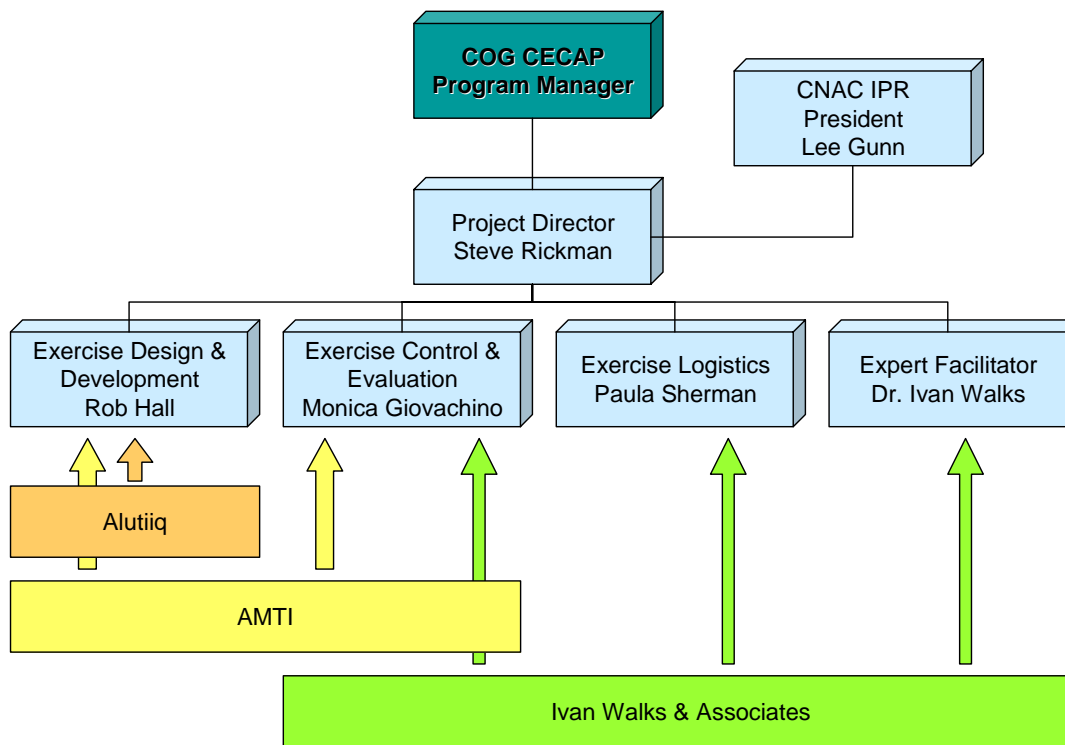 COG CECAP
Program Manager
CNAC IPR
President
Lee Gunn
Project Director
Steve Rickman
Exercise Design &
Development
Rob Hall
Exercise Control &
Evaluation
Monica Giovachino
Exercise Logistics
Paula Sherman
Expert Facilitator
Dr. Ivan Walks
Alutiiq
AMTI
Ivan Walks & Associates